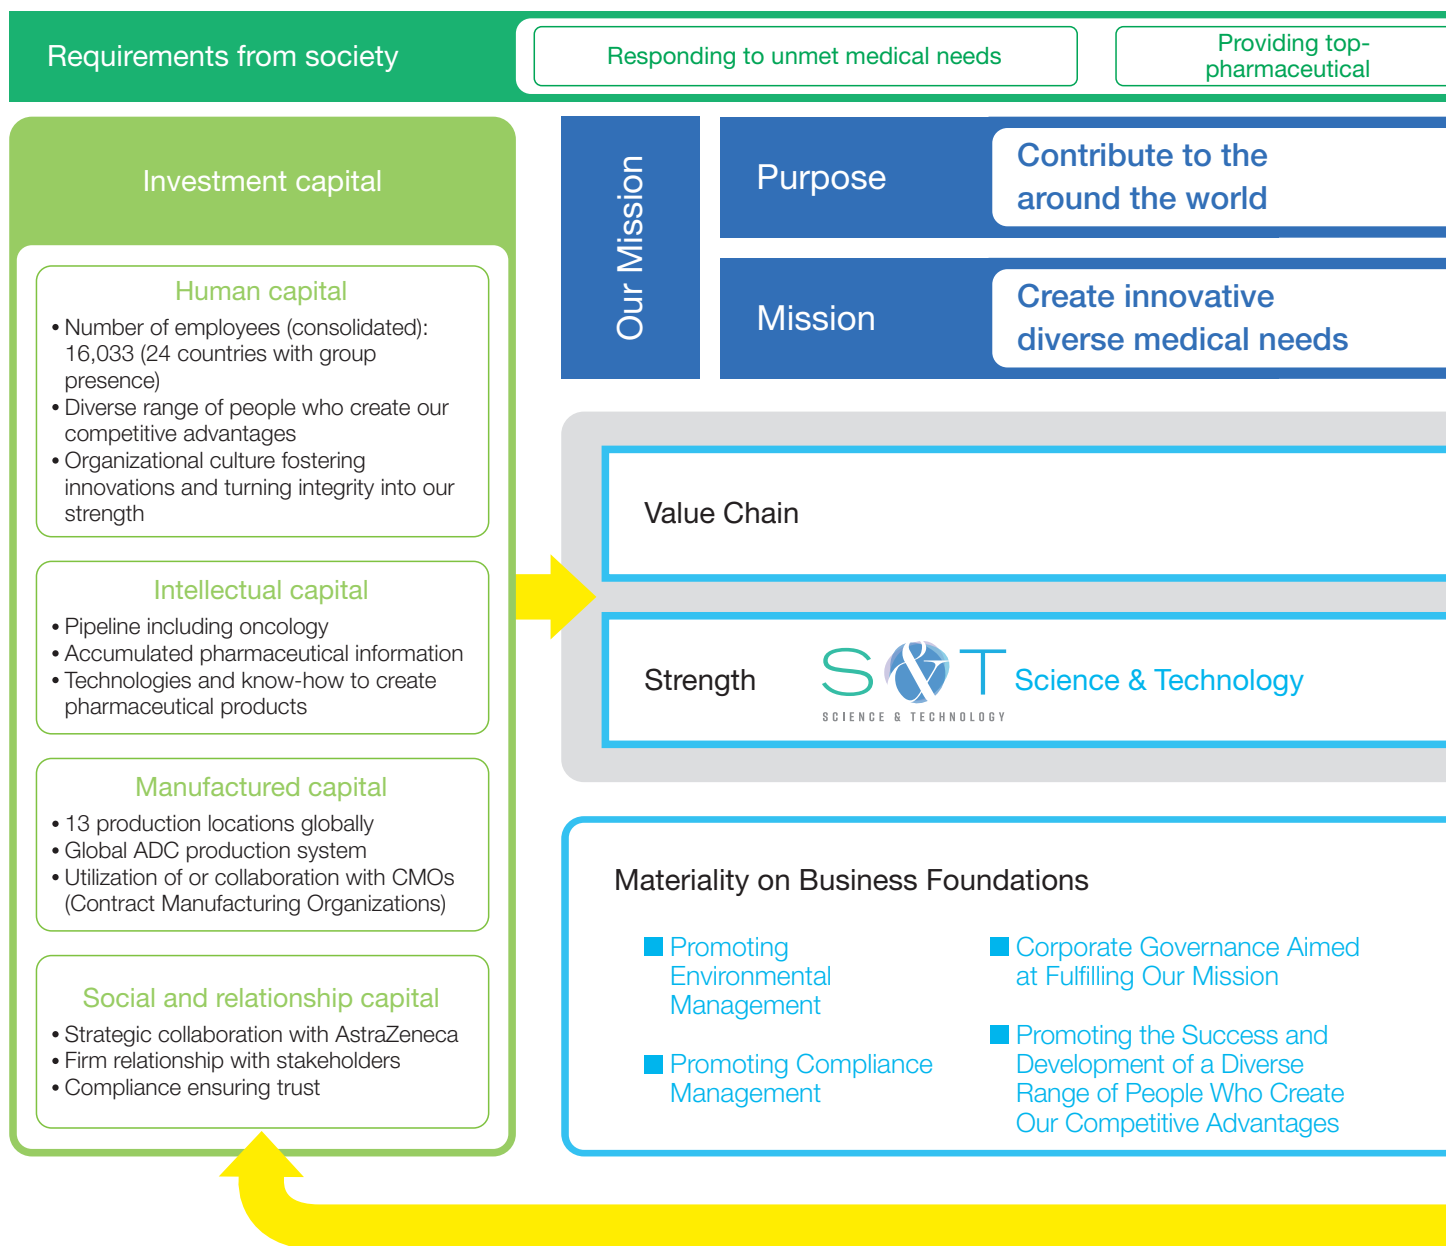 Requirements from society
Responding to unmet medical needs
Providing top-
pharmaceutical
Investment capital
Human capital
• Number of employees (consolidated):
16,033 (24 countries with group
presence)
• Diverse range of people who create our
competitive advantages
• Organizational culture fostering
innovations and turning integrity into our
strength
Intellectual capital
• Pipeline including oncology
• Accumulated pharmaceutical information
• Technologies and know-how to create
pharmaceutical products
Manufactured capital
• 13 production locations globally
• Global ADC production system
• Utilization of or collaboration with CMOs
(Contract Manufacturing Organizations)
Social and relationship capital
• Strategic collaboration with AstraZeneca
• Firm relationship with stakeholders
• Compliance ensuring trust
Our Mission
Purpose
Contribute to the
around the world
Mission
Create innovative
diverse medical needs
Value Chain
Strength
S&T
SCIENCE & TECHNOLOGY
Science & Technology
Materiality on Business Foundations
Promoting
Environmental
Management
Promoting Compliance
Management
Corporate Governance Aimed
at Fulfilling Our Mission
Promoting the Success and
Development of a Diverse
Range of People Who Create
Our Competitive Advantages